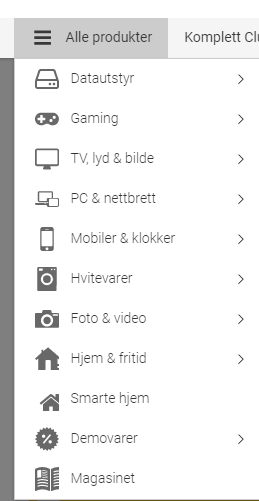 Alle produkter
Komplett Clu
Datautstyr
Gaming
TV, lyd & bilde
PC & nettbrett
Mobiler & klokker
Hvitevarer
Foto & video
Hjem & fritid
Smarte hjem
Demovarer
Magasinet